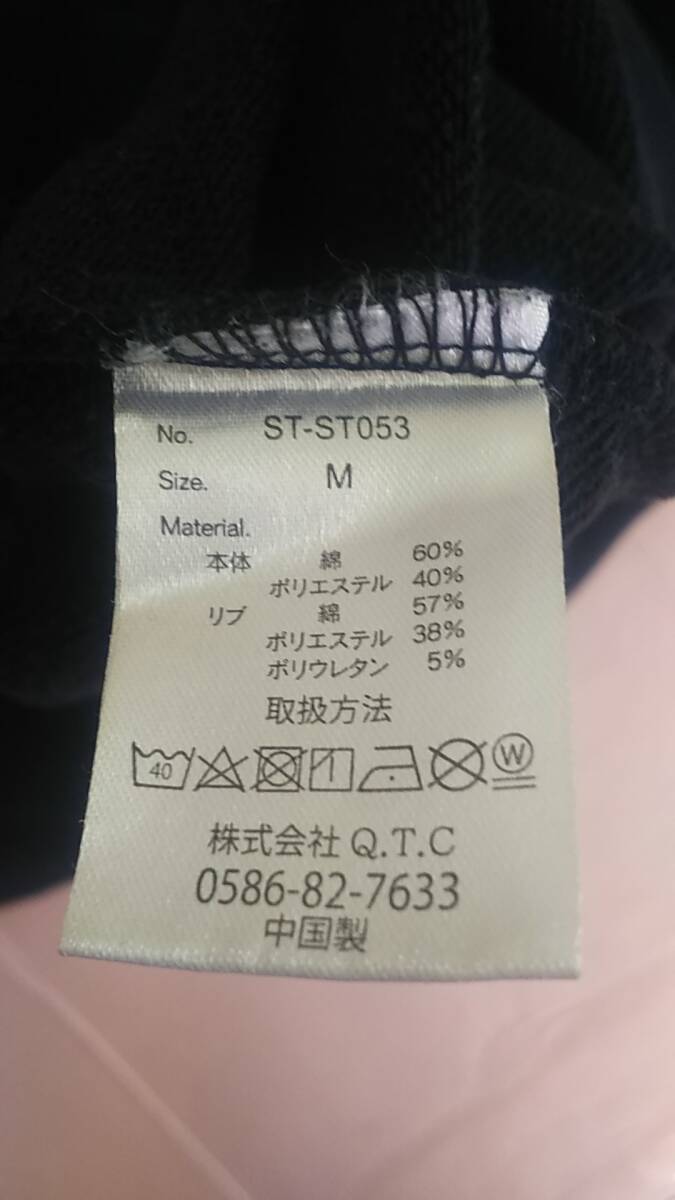 No. ST-ST053
Size. M
Material.
本体 綿 60%
ポリエステル 40%
リブ 綿 57%
ポリエステル 38%
ポリウレタン 5%
取扱方法
40 W
株式会社 Q.T.C
0586-82-7633
中国製